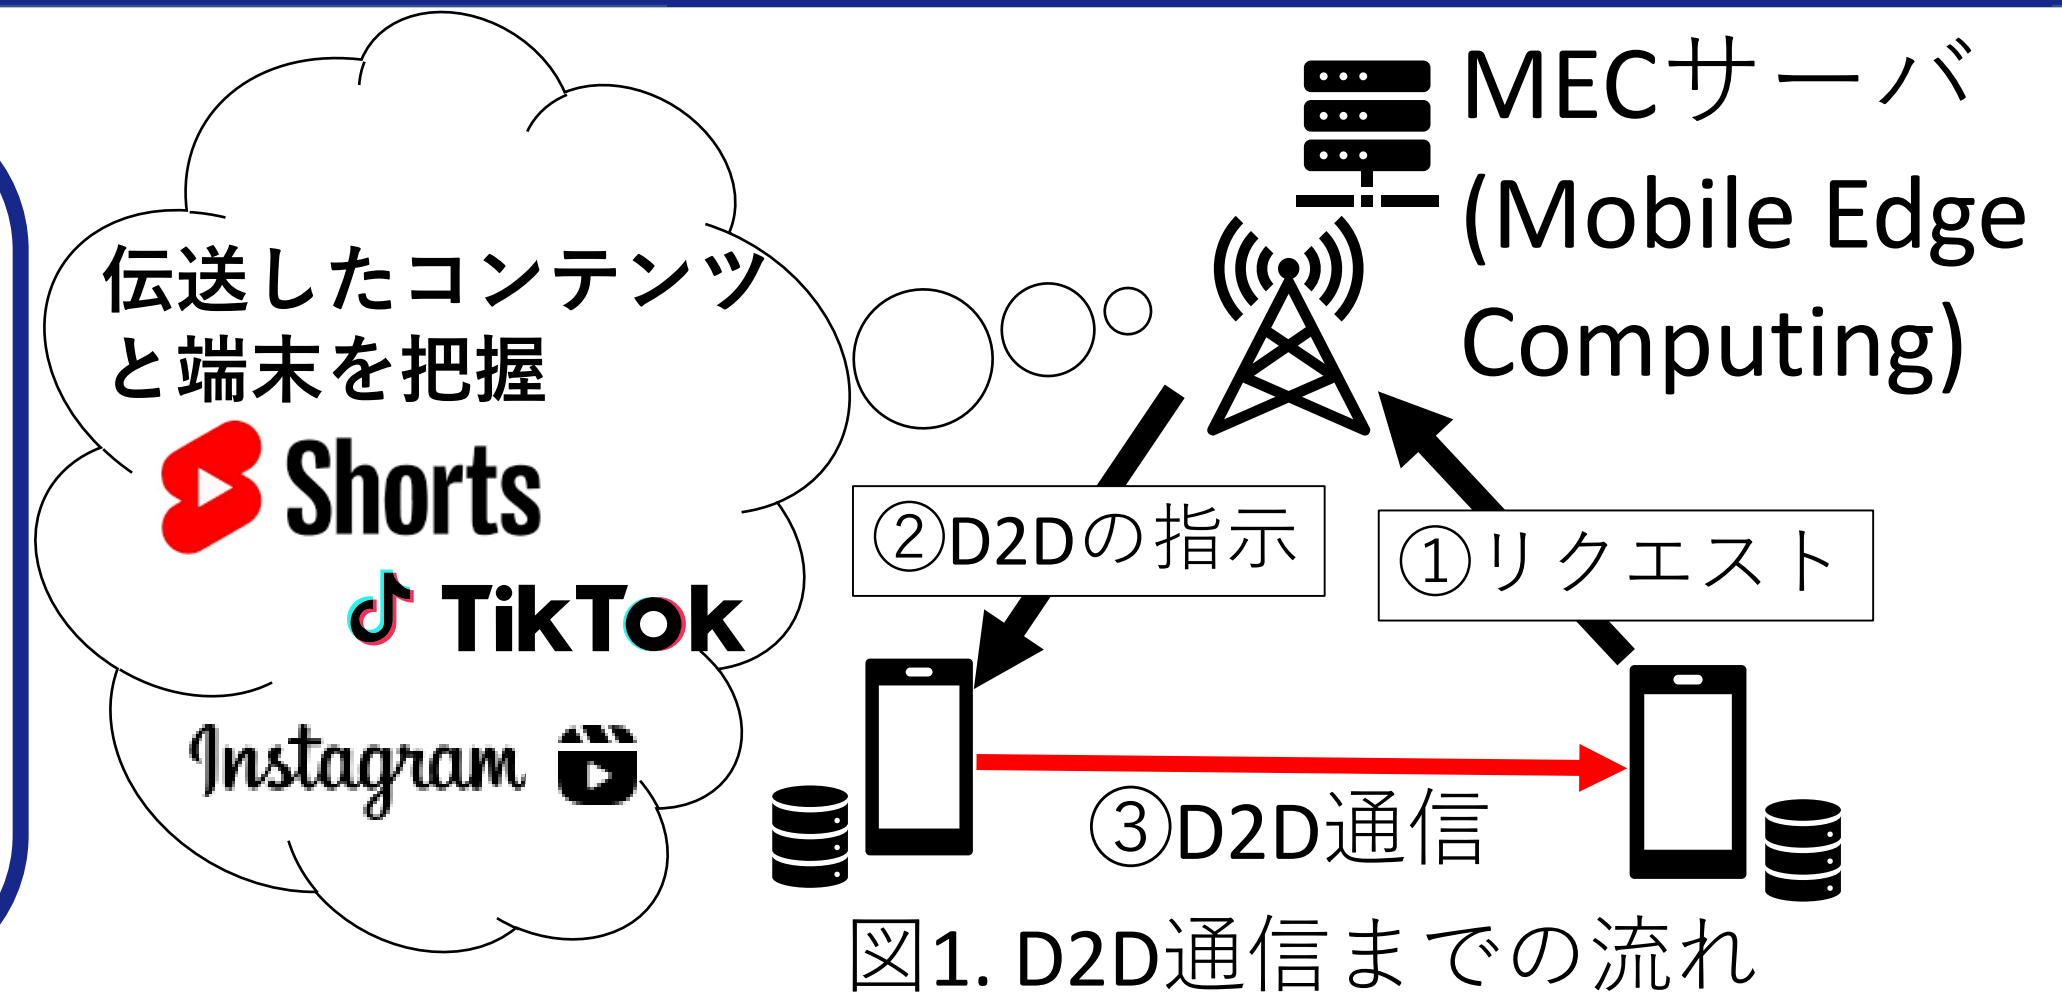 MECサーバ
(Mobile Edge
Computing)
伝送したコンテンツ
と端末を把握
Shorts
TikTok
Instagram
②D2Dの指示
①リクエスト
③D2D通信
図1. D2D通信までの流れ